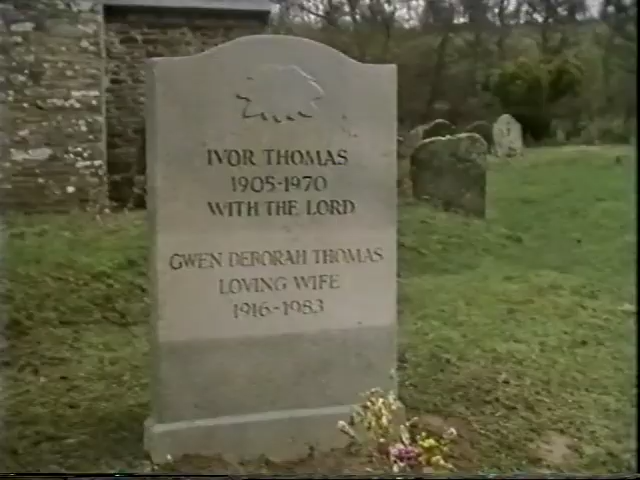 IVOR THOMAS
1905-1970
WITH THE LORD
GWEN DEBORAH THOMAS
LOVING WIFE
1916-1983